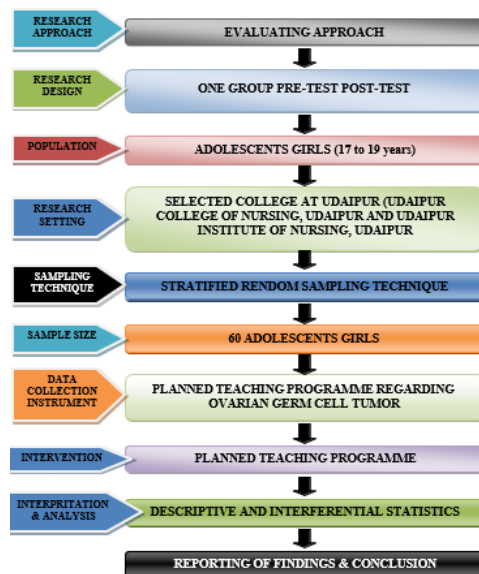 RESEARCH
APPROACH
EVALUATING APPROACH
RESEARCH
DESIGN
ONE GROUP PRE-TEST POST-TEST
POPULATION
ADOLESCENTS GIRLS (17 to 19 years)
RESEARCH
SETTING
SELECTED COLLEGE AT UDAIPUR (UDAIPUR
COLLEGE OF NURSING, UDAIPUR AND UDAIPUR
INSTITUTE OF NURSING, UDAIPUR
SAMPLING
TECHNIQUE
STRATIFIED RENDOM SAMPLING TECHNIQUE
SAMPLE SIZE
60 ADOLESCENTS GIRLS
DATA
COLLECTION
INSTRUMENT
PLANNED TEACHING PROGRAMME REGARDING
OVARIAN GERM CELL TUMOR
INTERVENTION
PLANNED TEACHING PROGRAMME
INTERPRITATION
& ANALYSIS
DESCRIPTIVE AND INTERFERENTIAL STATISTICS
REPORTING OF FINDINGS & CONCLUSION